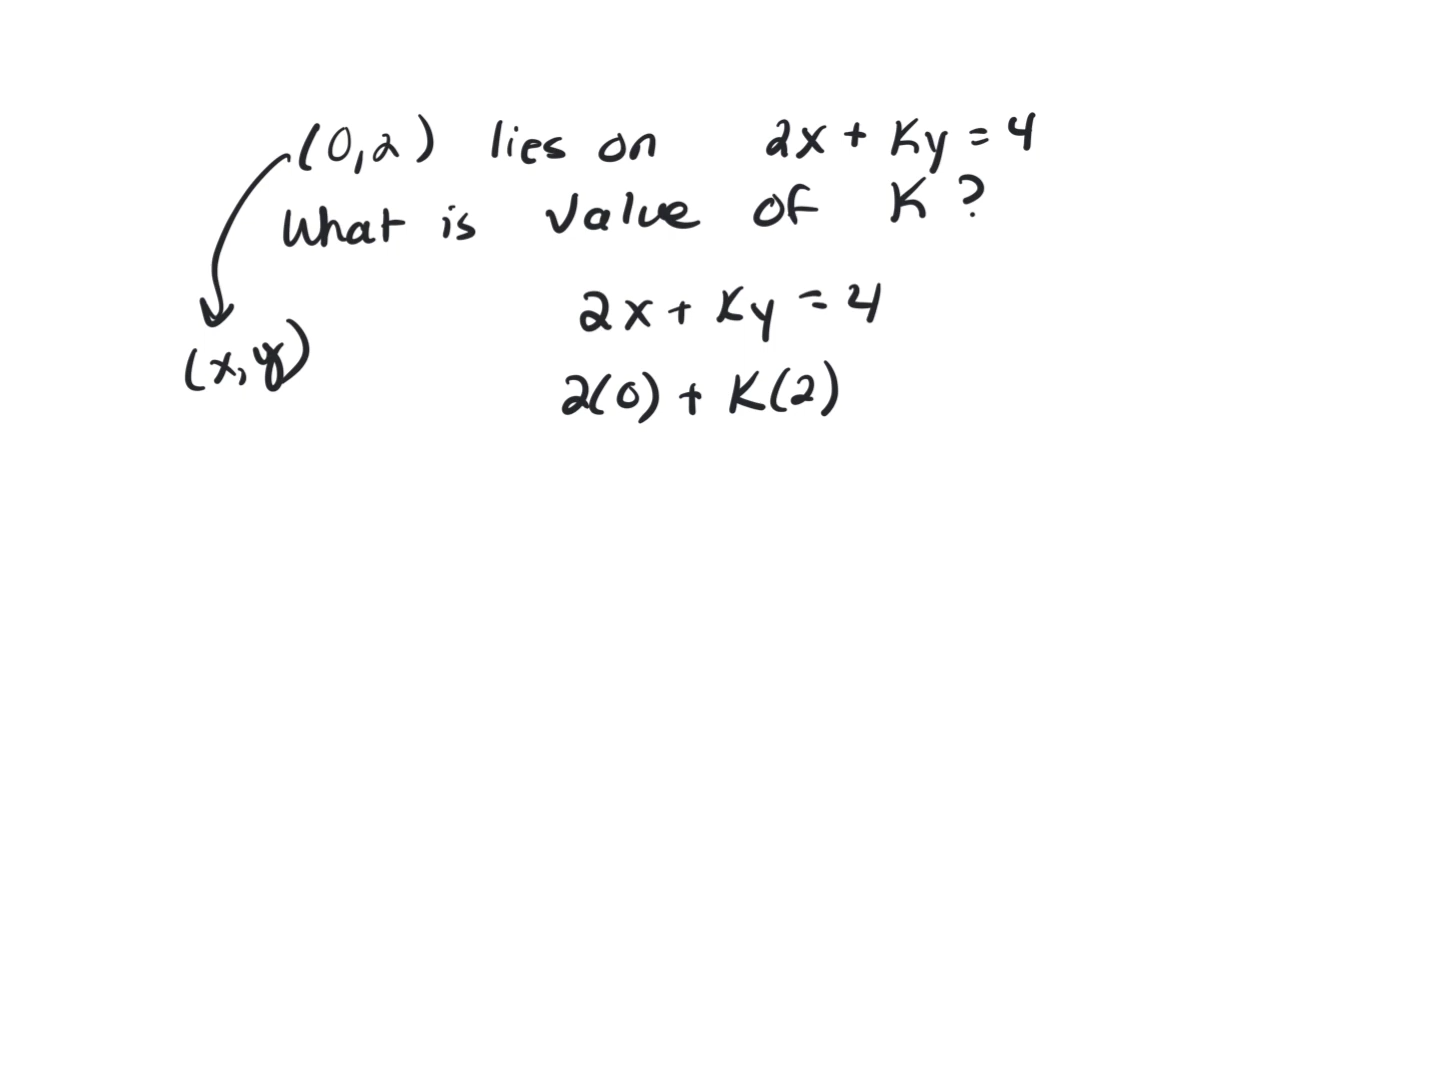 (0,2) lies on 2x + Ky = 4
What is value of K?
2x + Ky = 4
(x,y)
2(0) + K(2)